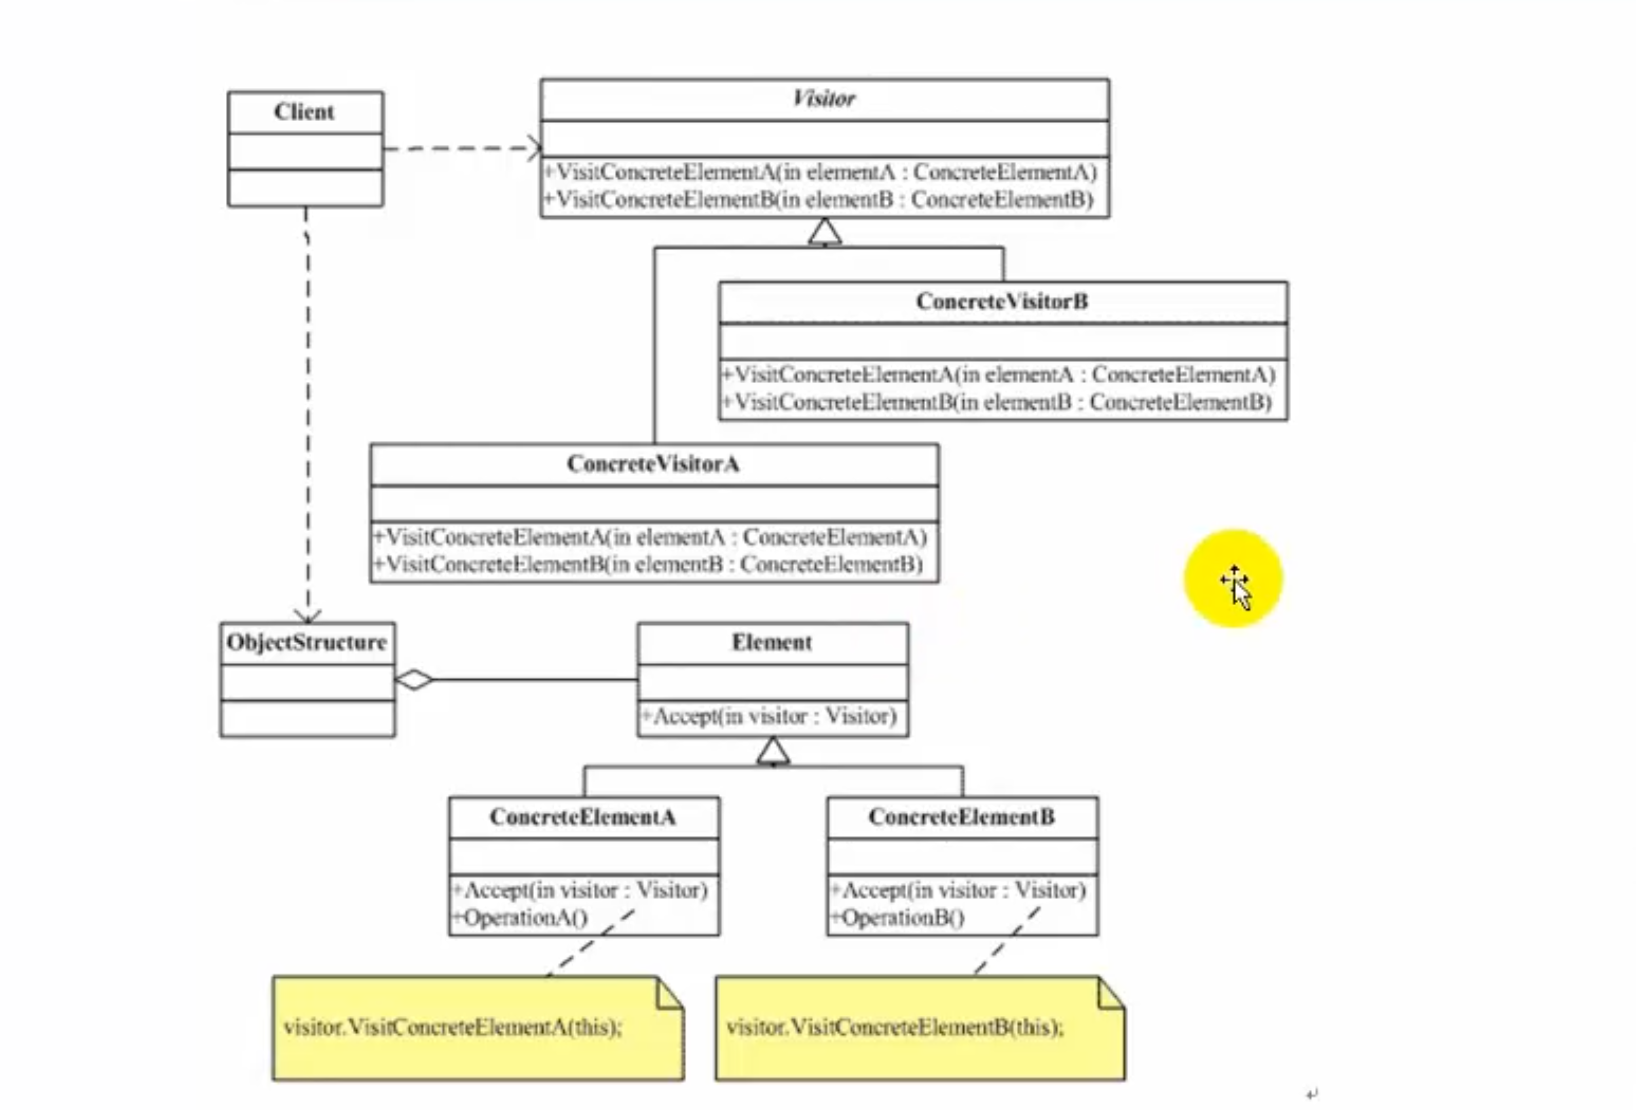 Client
Visitor
+VisitConcreteElementA(in elementA : ConcreteElementA)
+VisitConcreteElementB(in elementB : ConcreteElementB)
ConcreteVisitorB
+VisitConcreteElementA(in elementA : ConcreteElementA)
+VisitConcreteElementB(in elementB : ConcreteElementB)
ConcreteVisitorA
+VisitConcreteElementA(in elementA : ConcreteElementA)
+VisitConcreteElementB(in elementB : ConcreteElementB)
ObjectStructure
Element
+Accept(in visitor : Visitor)
ConcreteElementA
+Accept(in visitor : Visitor)
+OperationA()
ConcreteElementB
+Accept(in visitor : Visitor)
+OperationB()
visitor.VisitConcreteElementA(this);
visitor.VisitConcreteElementB(this);